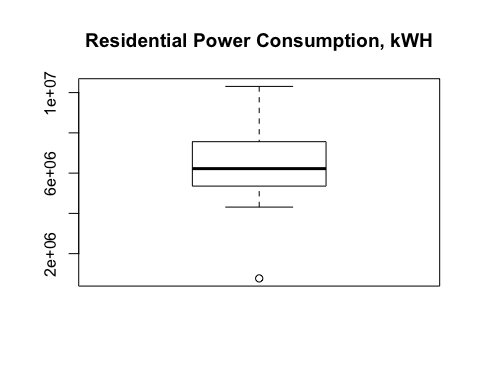 Residential Power Consumption, kWH
1e+07
6e+06
2e+06